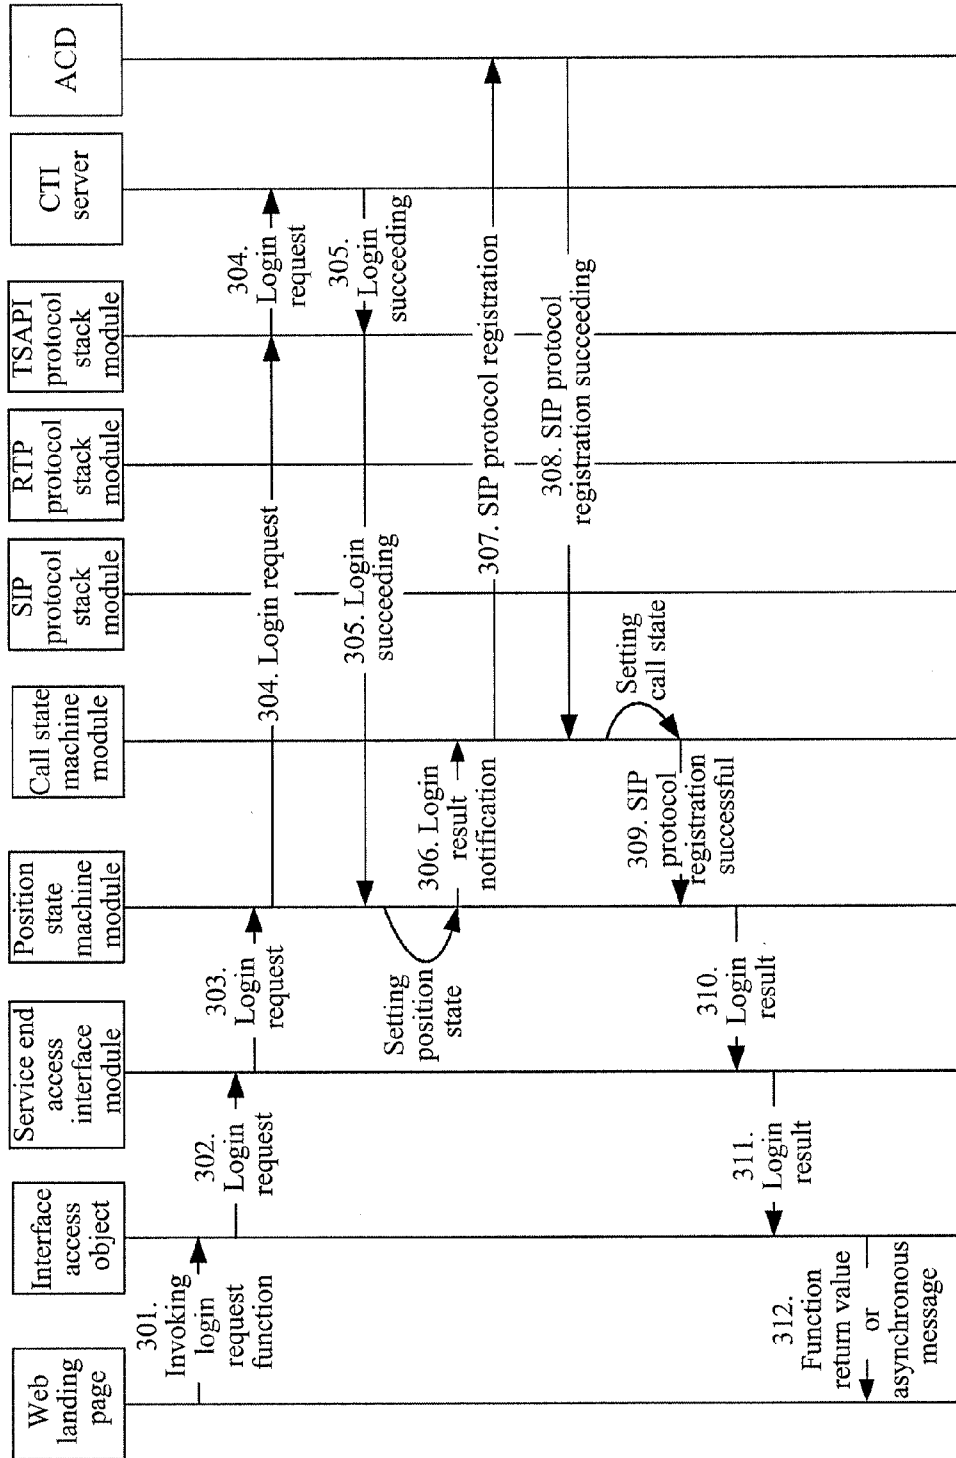 Web
landing
page
Interface
access
object
Service end
access
interface
module
Position
state
machine
module
Call state
machine
module
SIP
protocol
stack
module
RTP
protocol
stack
module
TSAPI
protocol
stack
module
CTI
server
ACD
301.
Invoking
login
request
function
302.
Login
request
303.
Login
request
304. Login request
304.
Login
request
305. Login
succeeding
305.
Login
succeeding
Setting
position
state
306. Login
result
notification
307. SIP protocol registration
308. SIP protocol
registration succeeding
Setting
call state
309. SIP
protocol
registration
successful
310.
Login
result
311.
Login
result
312.
Function
return value
or
asynchronous
message